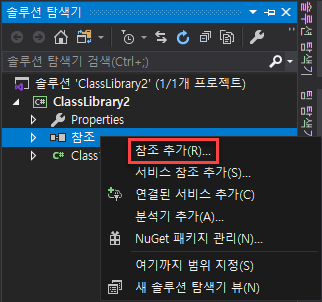 솔루션 탐색기
솔루션 탐색기 검색(Ctrl+;)
솔루션 'ClassLibrary2' (1/1개 프로젝트)
C#
ClassLibrary2
Properties
참조
C#
Class
참조 추가(R)...
서비스 참조 추가(S)...
연결된 서비스 추가(C)
분석기 추가(A)...
NuGet 패키지 관리(N)...
여기까지 범위 지정(S)
새 솔루션 탐색기 뷰(N)
솔루션 탐색기
팀 탐색기